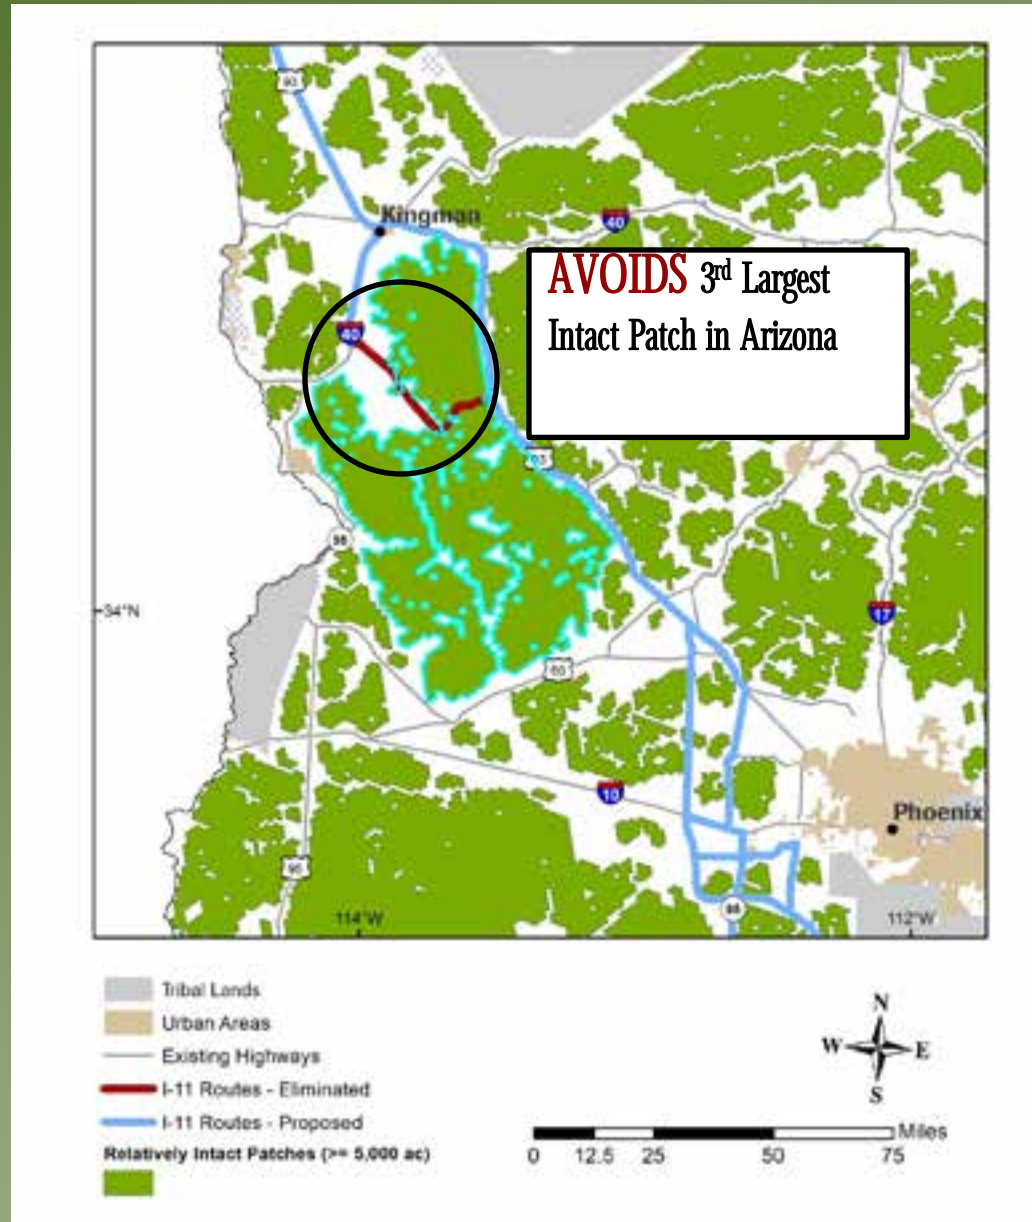 93
Kingman
40
AVOIDS 3rd Largest
Intact Patch in Arizona
40
93
34°N
17
60
10
Phoenix
95
114°W
112°W
Tribal Lands
Urban Areas
Existing Highways
I-11 Routes - Eliminated
I-11 Routes - Proposed
Relatively Intact Patches (>= 5,000 ac)
N
W E
S
Miles
0 12.5 25 50 75